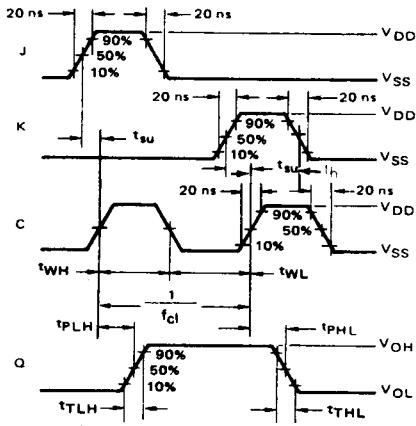 20 ns 20 ns
VDD
J
90%
50%
10%
VSS
20 ns 20 ns
VDD
K
90%
50%
10%
VSS
tsu
tsu
th
20 ns 20 ns
VDD
C
90%
10%
VSS
tWH
tWL
1
fcl
tPLH
tPHL
VOH
Q
90%
50%
10%
VOL
tTLH
tTHL